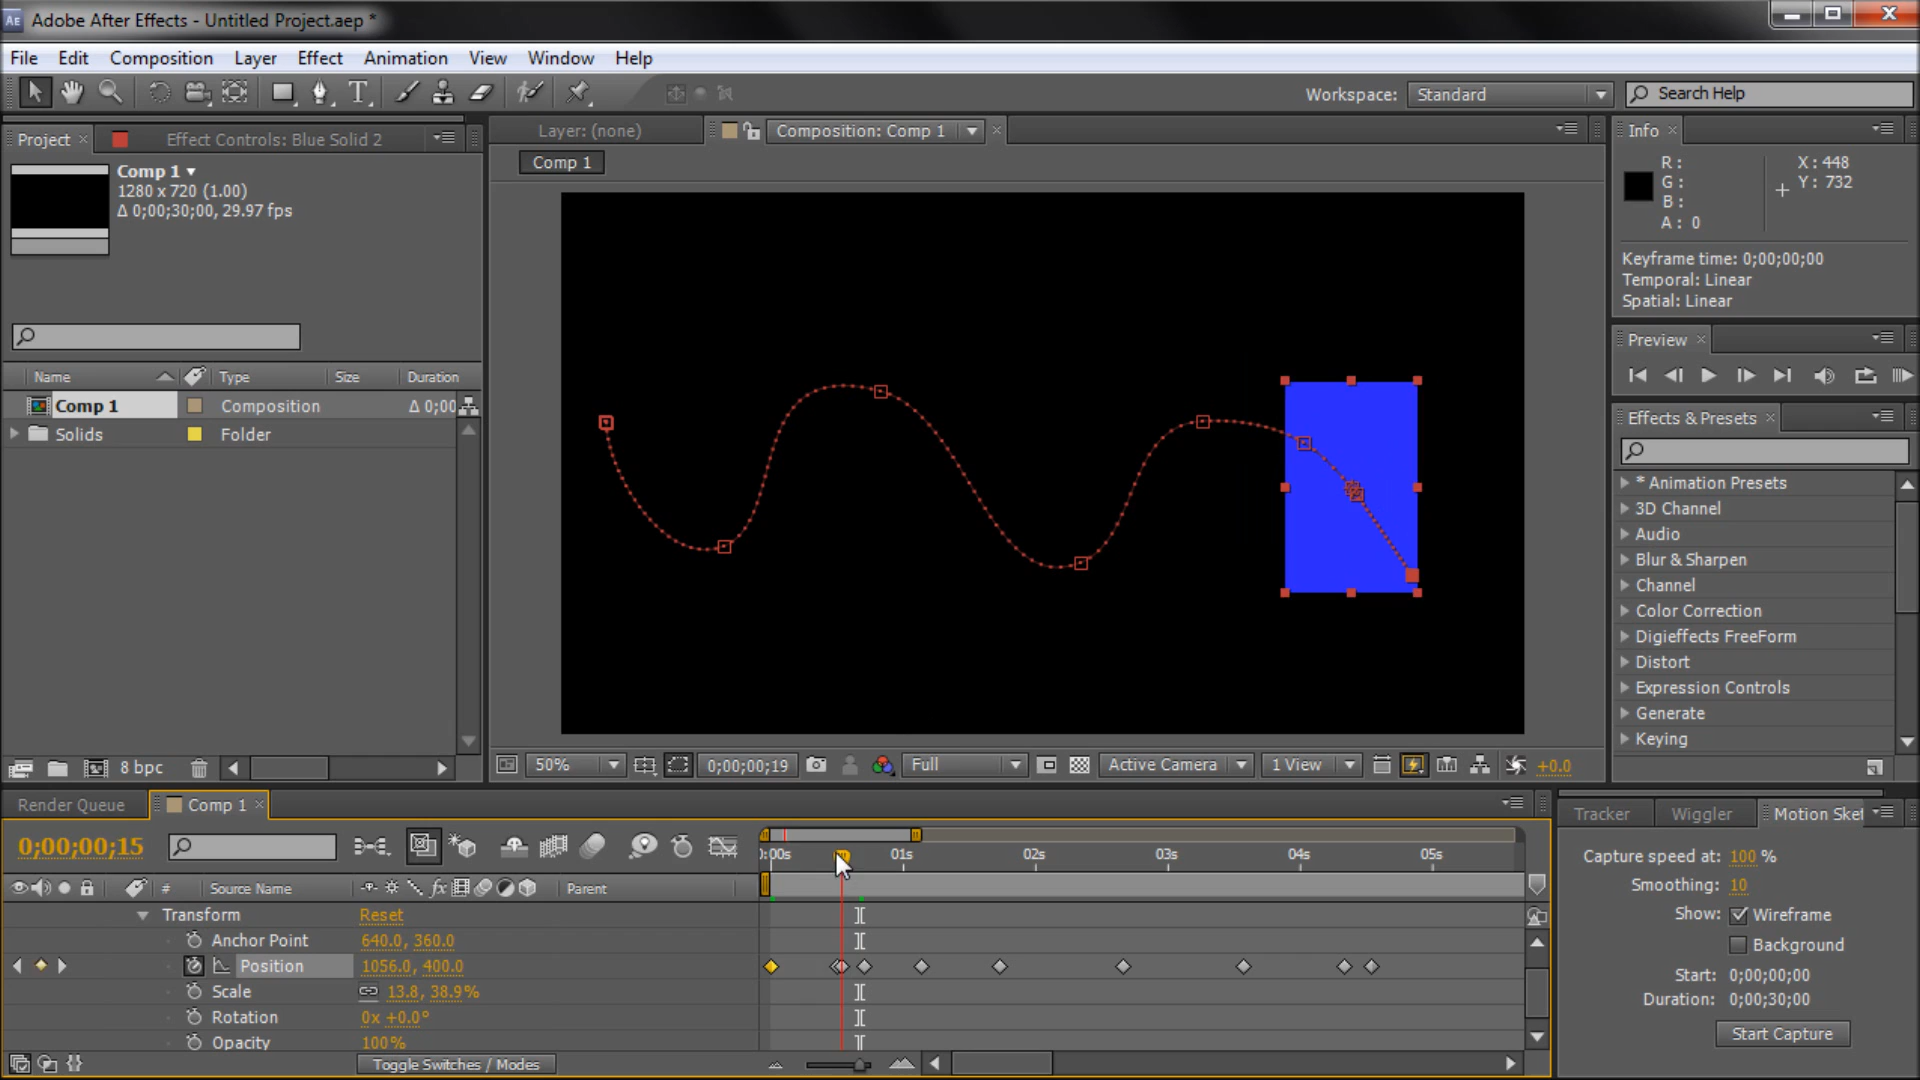 Adobe After Effects - Untitled Project.aep *
File Edit Composition Layer Effect Animation View Window Help
Workspace: Standard
Search Help
Project
Effect Controls: Blue Solid 2
Layer: (none)
Composition: Comp 1
Info
Comp 1
1280 x 720 (1.00)
Δ 0;00;30;00, 29.97 fps
Comp 1
R :
G :
B :
A : 0
X : 448
Y : 732
Keyframe time: 0;00;00;00
Temporal: Linear
Spatial: Linear
Preview
Name Type Size Duration
Comp 1 Composition Δ 0;00
Solids Folder
Effects & Presets
* Animation Presets
3D Channel
Audio
Blur & Sharpen
Channel
Color Correction
Digieffects FreeForm
Distort
Expression Controls
Generate
Keying
8 bpc
50% 0;00;00;19 Full Active Camera 1 View +0.0
Render Queue
Comp 1
0;00;00;15
0:00s 01s 02s 03s 04s 05s
# Source Name fx Parent
Transform Reset
Anchor Point 640.0, 360.0
Position 1056.0, 400.0
Scale 13.8, 38.9%
Rotation 0x +0.0°
Opacity 100%
Toggle Switches / Modes
Tracker Wiggler Motion Sket
Capture speed at: 100 %
Smoothing: 10
Show: Wireframe
Background
Start: 0;00;00;00
Duration: 0;00;30;00
Start Capture